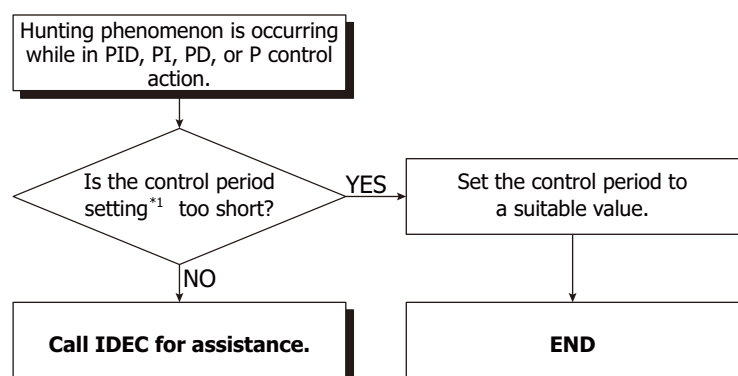 Hunting phenomenon is occurring
while in PID, PI, PD, or P control
action.
Is the control period
setting*1 too short?
YES
Set the control period to
a suitable value.
NO
Call IDEC for assistance.
END